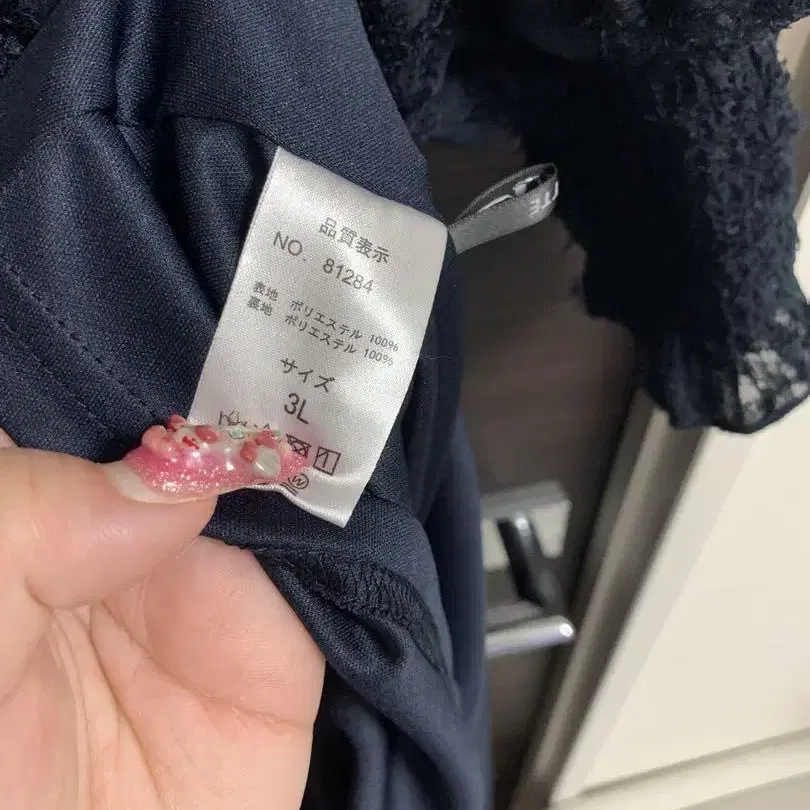 品質表示
NO. 81284
表地 ポリエステル 100%
裏地 ポリエステル 100%
サイズ
3L